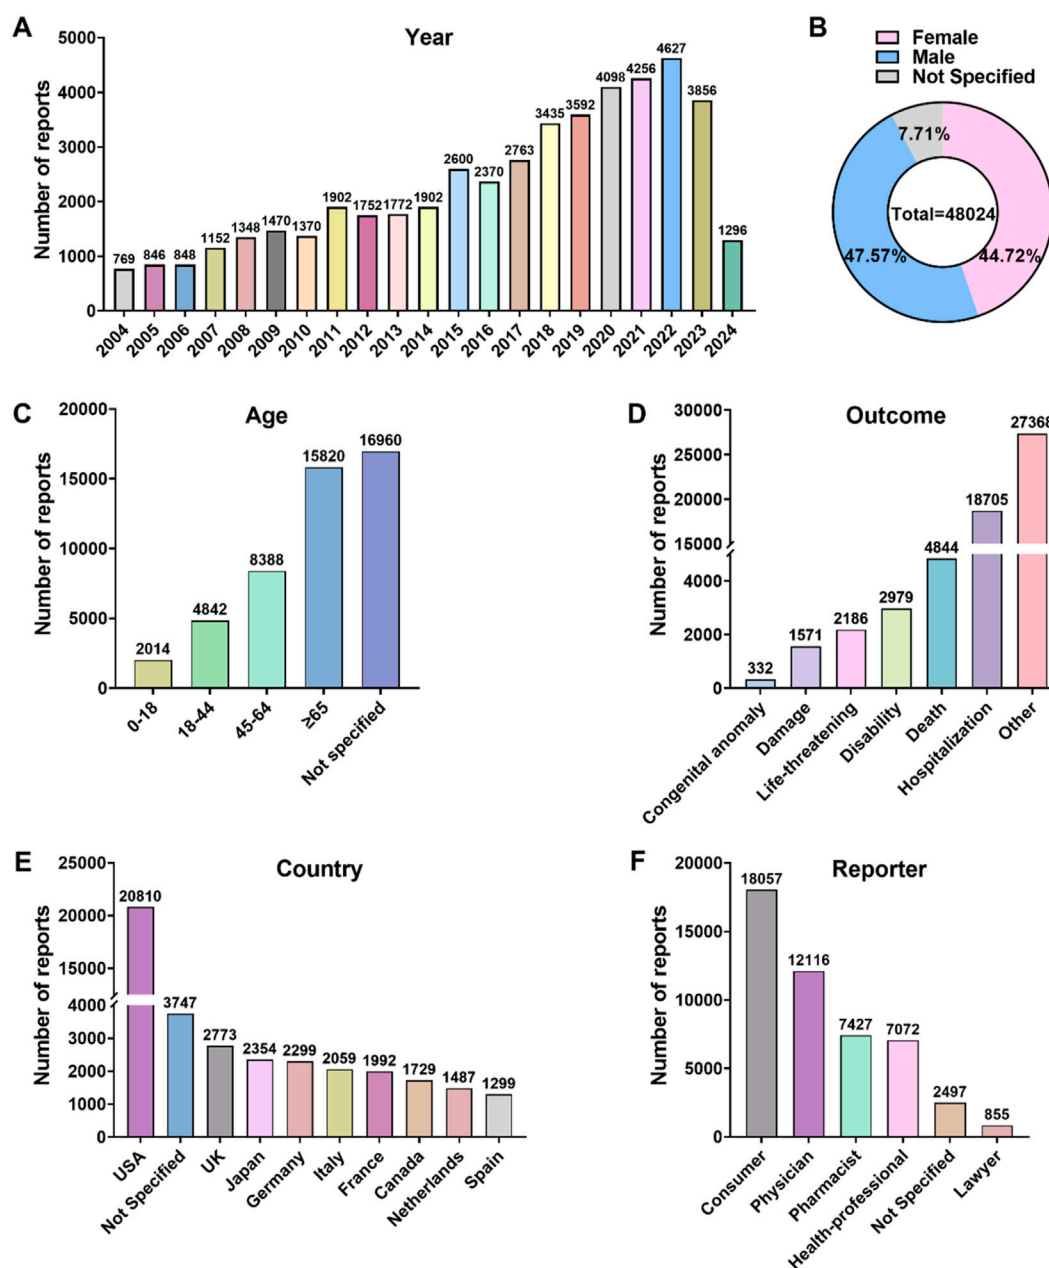 A
Year
Number of reports
5000
4000
3000
2000
1000
0
769
846
848
1152
1348
1470
1370
1902
1752
1772
1902
2600
2370
2763
3435
3592
4098
4256
4627
3856
1296
2004
2005
2006
2007
2008
2009
2010
2011
2012
2013
2014
2015
2016
2017
2018
2019
2020
2021
2022
2023
2024
B
Female
Male
Not Specified
7.71%
Total=48024
47.57%
44.72%
C
Age
Number of reports
20000
15000
10000
5000
0
2014
4842
8388
15820
16960
0-18
18-44
45-64
≥65
Not specified
D
Outcome
Number of reports
30000
25000
20000
15000
4000
2000
0
332
1571
2186
2979
4844
18705
27368
Congenital anomaly
Damage
Life-threatening
Disability
Death
Hospitalization
Other
E
Country
Number of reports
25000
20000
15000
4000
3000
2000
1000
0
20810
3747
2773
2354
2299
2059
1992
1729
1487
1299
USA
Not Specified
UK
Japan
Germany
Italy
France
Canada
Netherlands
Spain
F
Reporter
Number of reports
20000
15000
10000
5000
0
18057
12116
7427
7072
2497
855
Consumer
Physician
Pharmacist
Health-professional
Not Specified
Lawyer